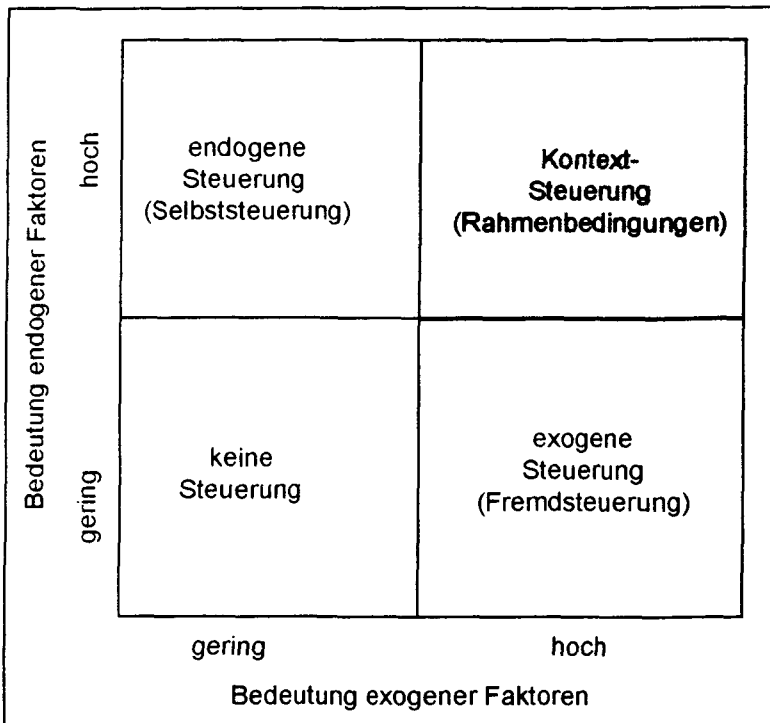 Bedeutung endogener Faktoren
hoch
gering
endogene
Steuerung
(Selbststeuerung)
Kontext-
Steuerung
(Rahmenbedingungen)
keine
Steuerung
exogene
Steuerung
(Fremdsteuerung)
gering
hoch
Bedeutung exogener Faktoren